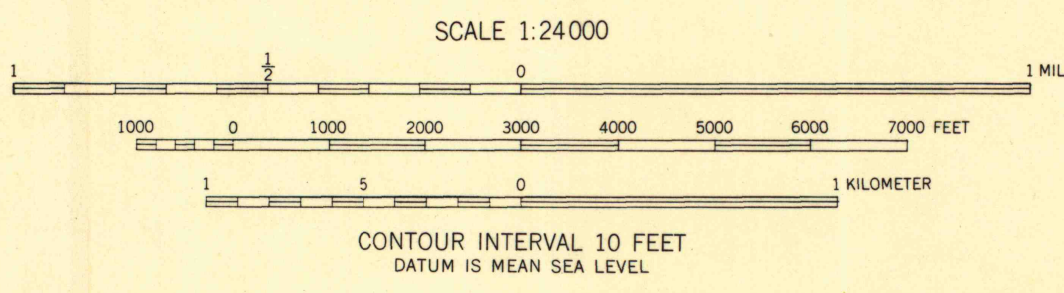 SCALE 1:24000
1 1/2 0 1 MIL
1000 0 1000 2000 3000 4000 5000 6000 7000 FEET
1 5 0 1 KILOMETER
CONTOUR INTERVAL 10 FEET
DATUM IS MEAN SEA LEVEL